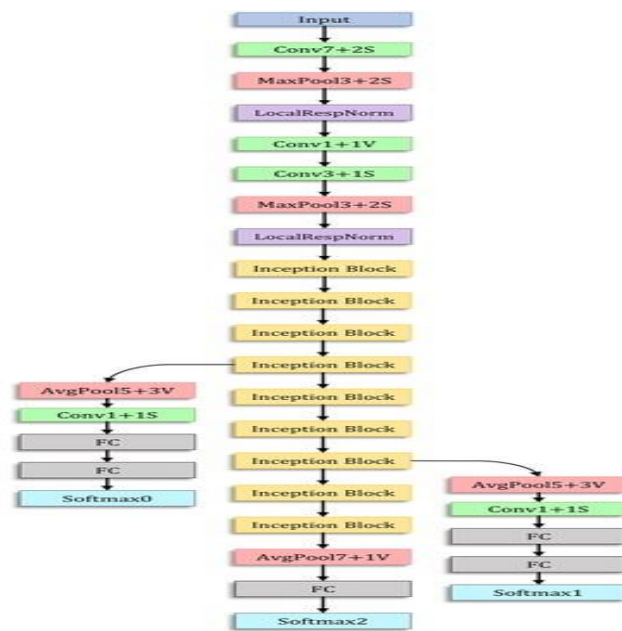 Input
Conv7+2S
MaxPool3+2S
LocalRespNorm
Conv1+1V
Conv3+1S
MaxPool3+2S
LocalRespNorm
Inception Block
Inception Block
Inception Block
Inception Block
Inception Block
Inception Block
Inception Block
Inception Block
Inception Block
AvgPool7+1V
FC
Softmax2
AvgPool5+3V
Conv1+1S
FC
FC
Softmax0
AvgPool5+3V
Conv1+1S
FC
FC
Softmax1